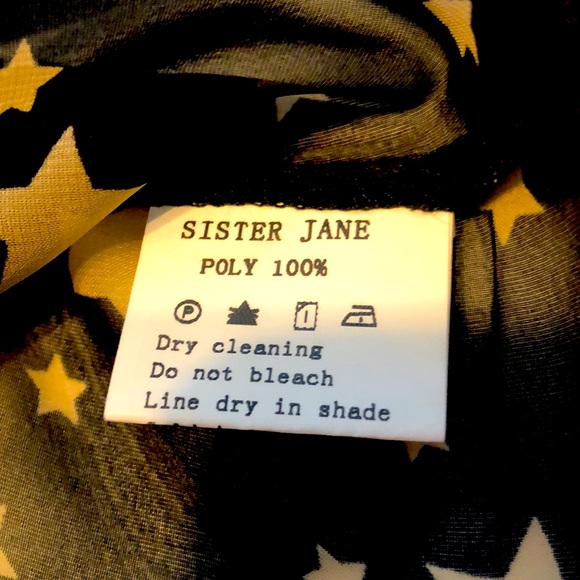 SISTER JANE
POLY 100%
P
Dry cleaning
Do not bleach
Line dry in shade